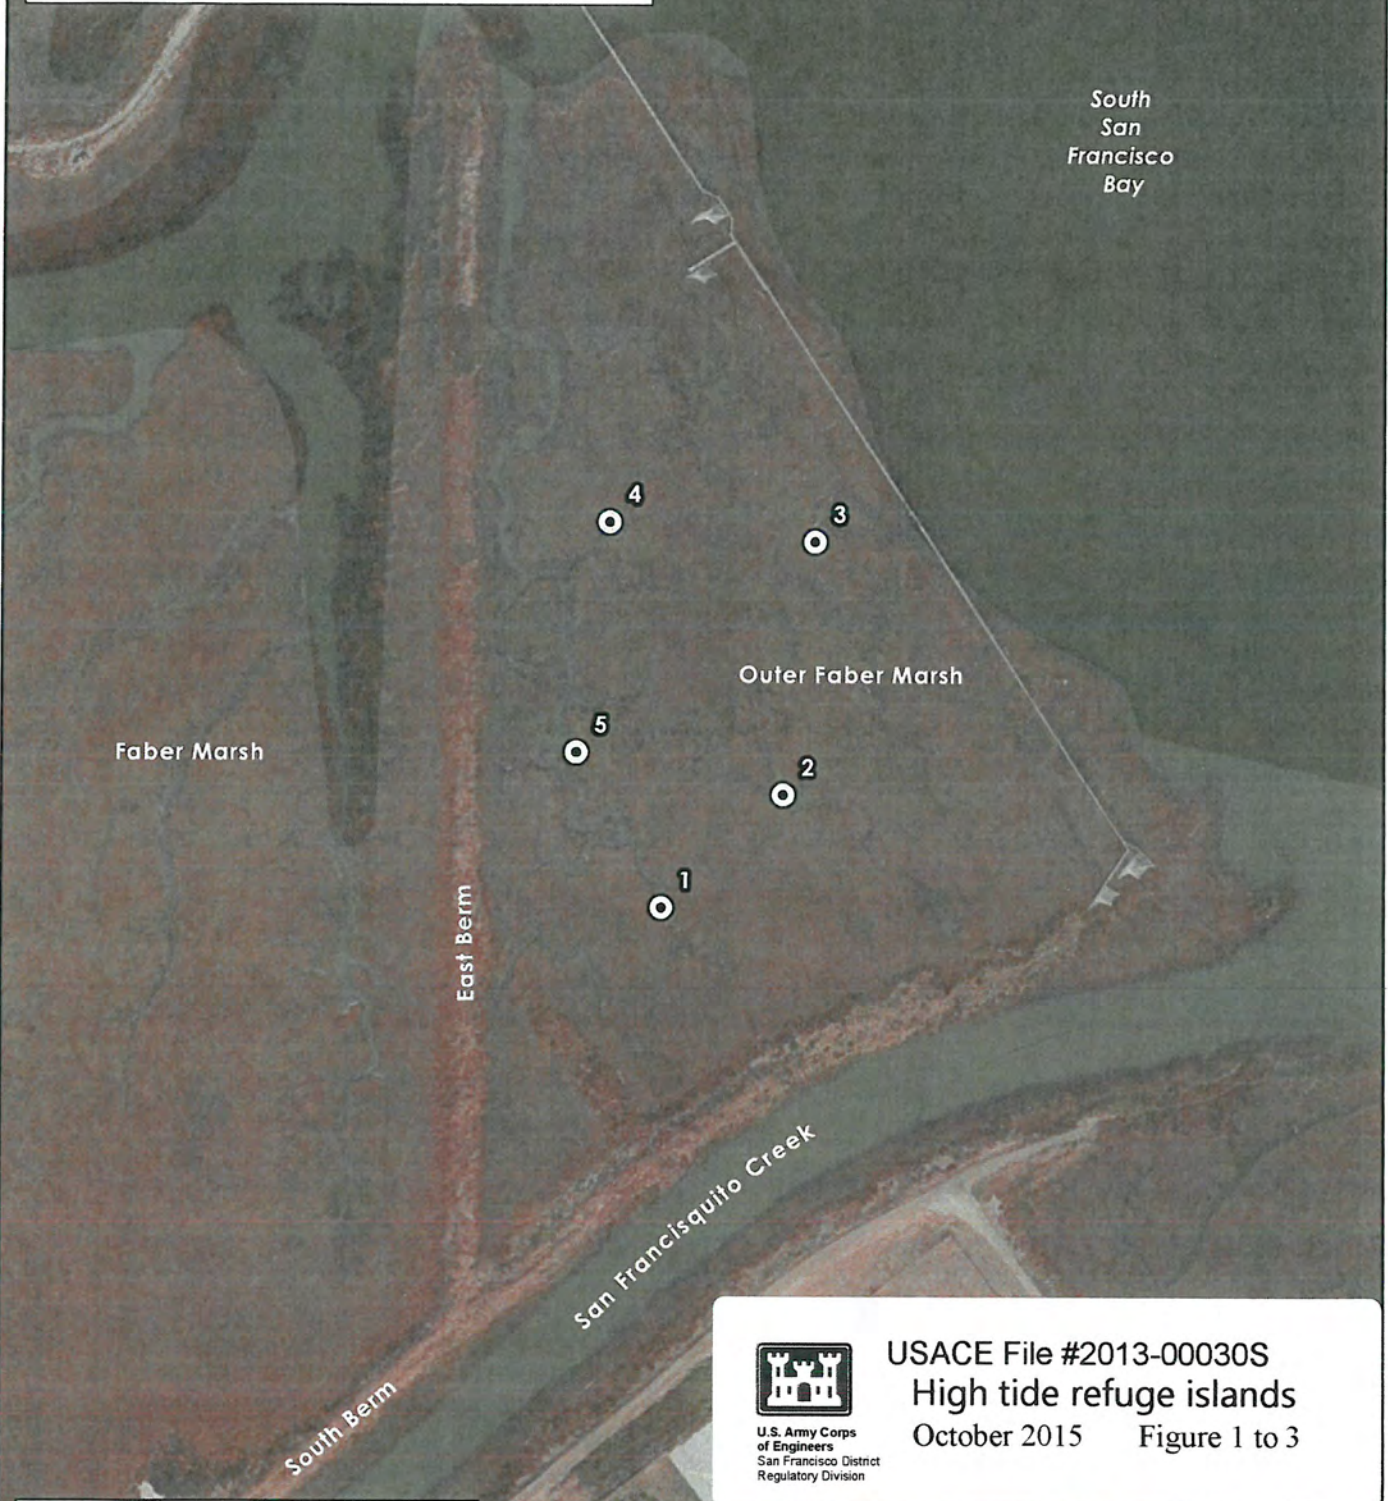 South
San
Francisco
Bay
4
3
Outer Faber Marsh
5
Faber Marsh
2
1
East Berm
San Francisquito Creek
South Berm
USACE File #2013-00030S
High tide refuge islands
October 2015 Figure 1 to 3
U.S. Army Corps
of Engineers
San Francisco District
Regulatory Division